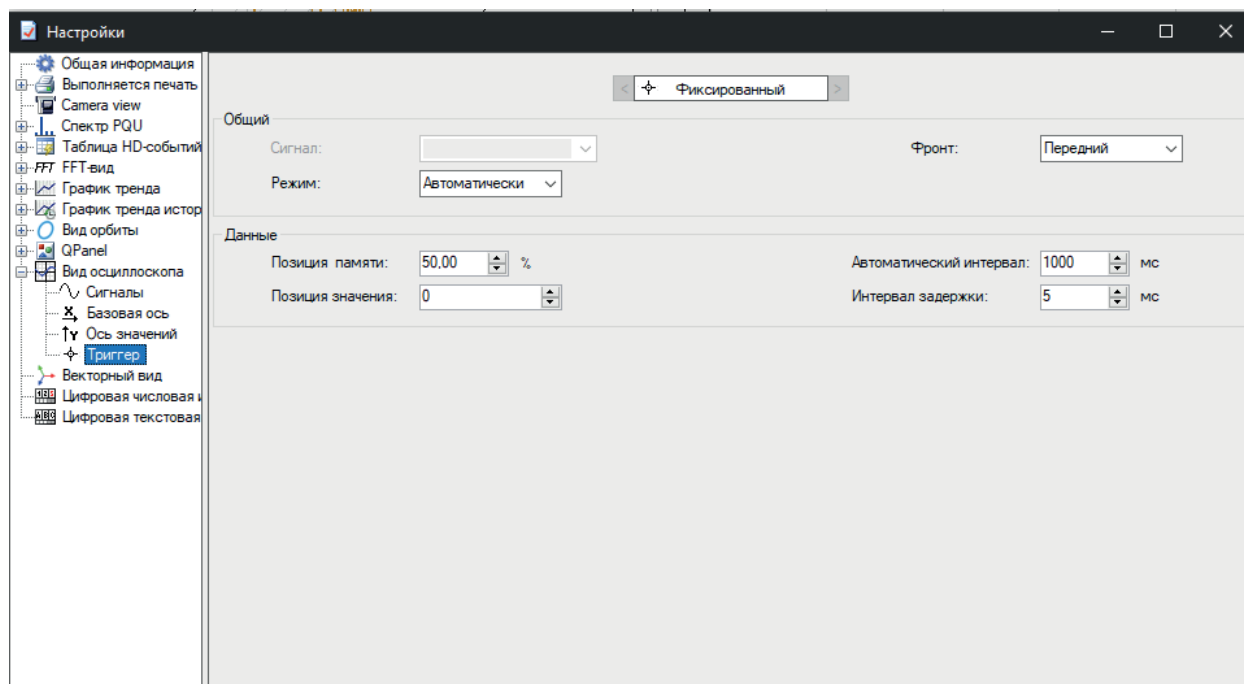 Настройки
Общая информация
Выполняется печать
Camera view
Спектр PQU
Таблица HD-событий
FFT FFT-вид
График тренда
График тренда истор
Вид орбиты
QPanel
Вид осциллоскопа
Сигналы
X Базовая ось
Y Ось значений
Триггер
Векторный вид
Цифровая числовая
Цифровая текстовая
< Фиксированный >
Общий
Сигнал: Фронт: Передний
Режим: Автоматически
Данные
Позиция памяти: 50,00 % Автоматический интервал: 1000 мс
Позиция значения: 0 Интервал задержки: 5 мс